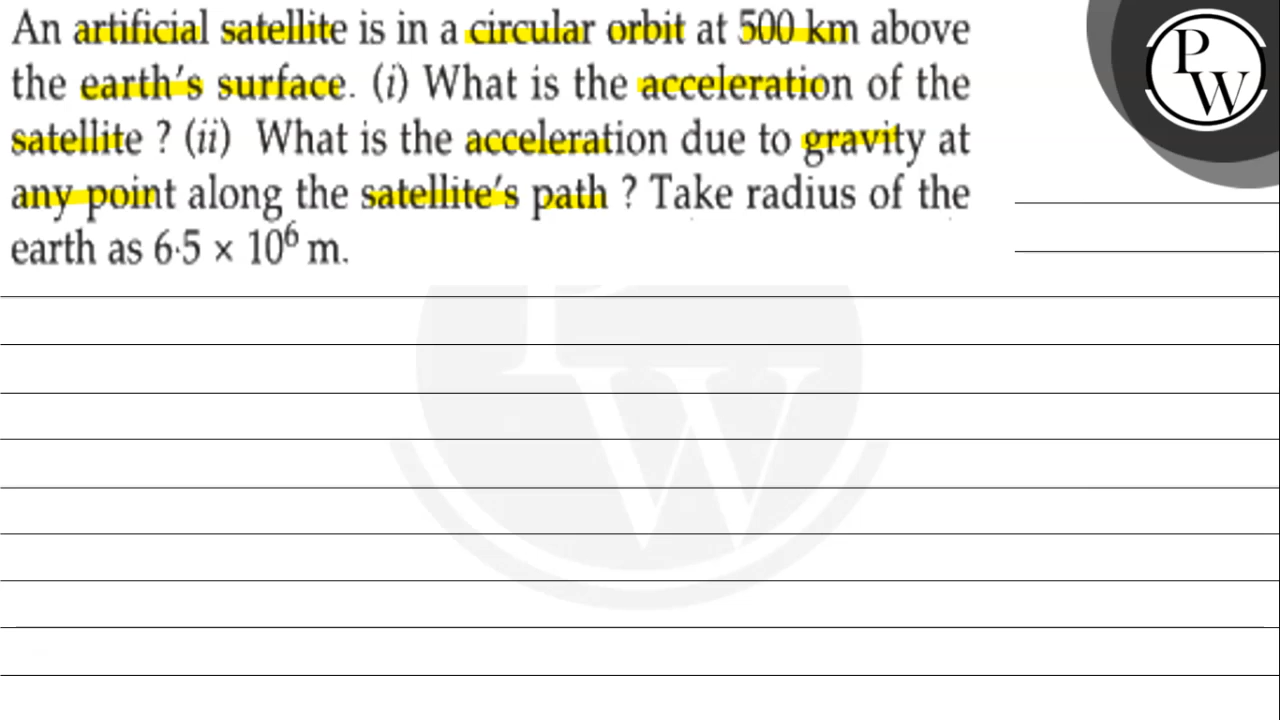 An artificial satellite is in a circular orbit at 500 km above
the earth's surface. (i) What is the acceleration of the
satellite ? (ii) What is the acceleration due to gravity at
any point along the satellite's path ? Take radius of the
earth as 6·5 × 10⁶ m.
P
W
W